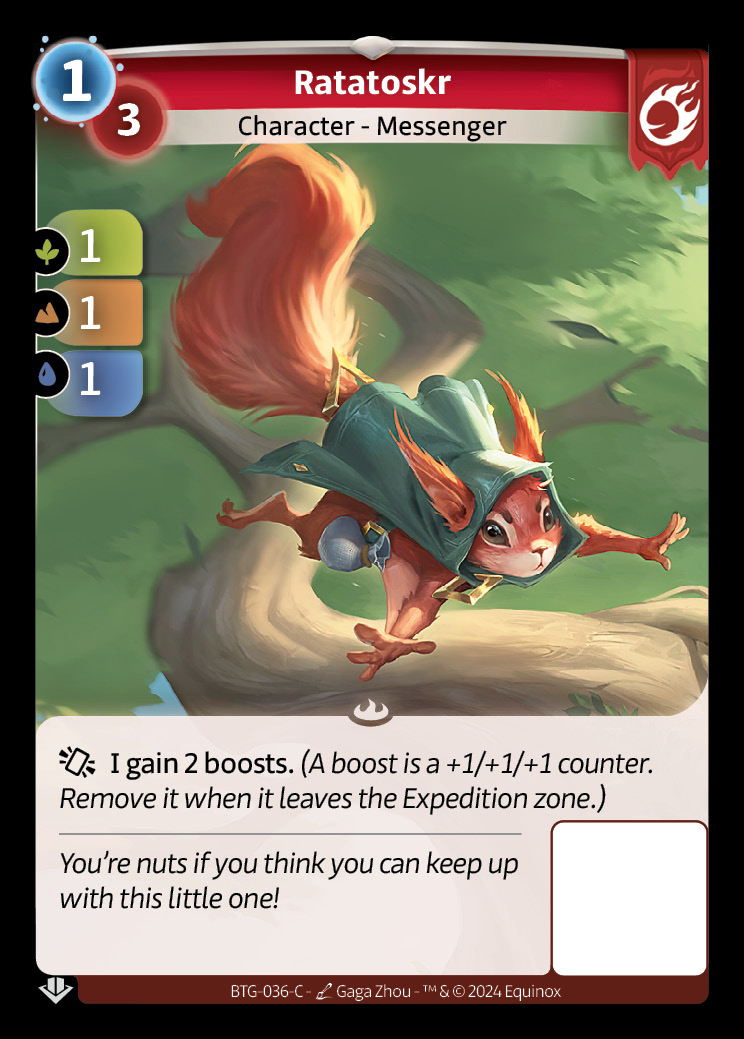 1
Ratatoskr
3
Character - Messenger
1
1
1
I gain 2 boosts. (A boost is a +1/+1/+1 counter.
Remove it when it leaves the Expedition zone.)
You're nuts if you think you can keep up
with this little one!
BTG-036-C - Gaga Zhou - ™ & © 2024 Equinox